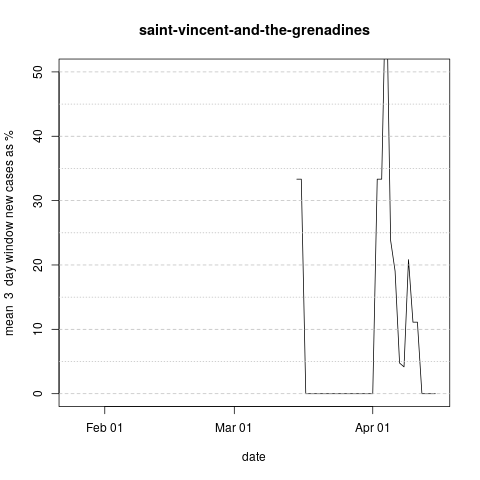 saint-vincent-and-the-grenadines
mean 3 day window new cases as %
50
40
30
20
10
0
Feb 01
Mar 01
Apr 01
date